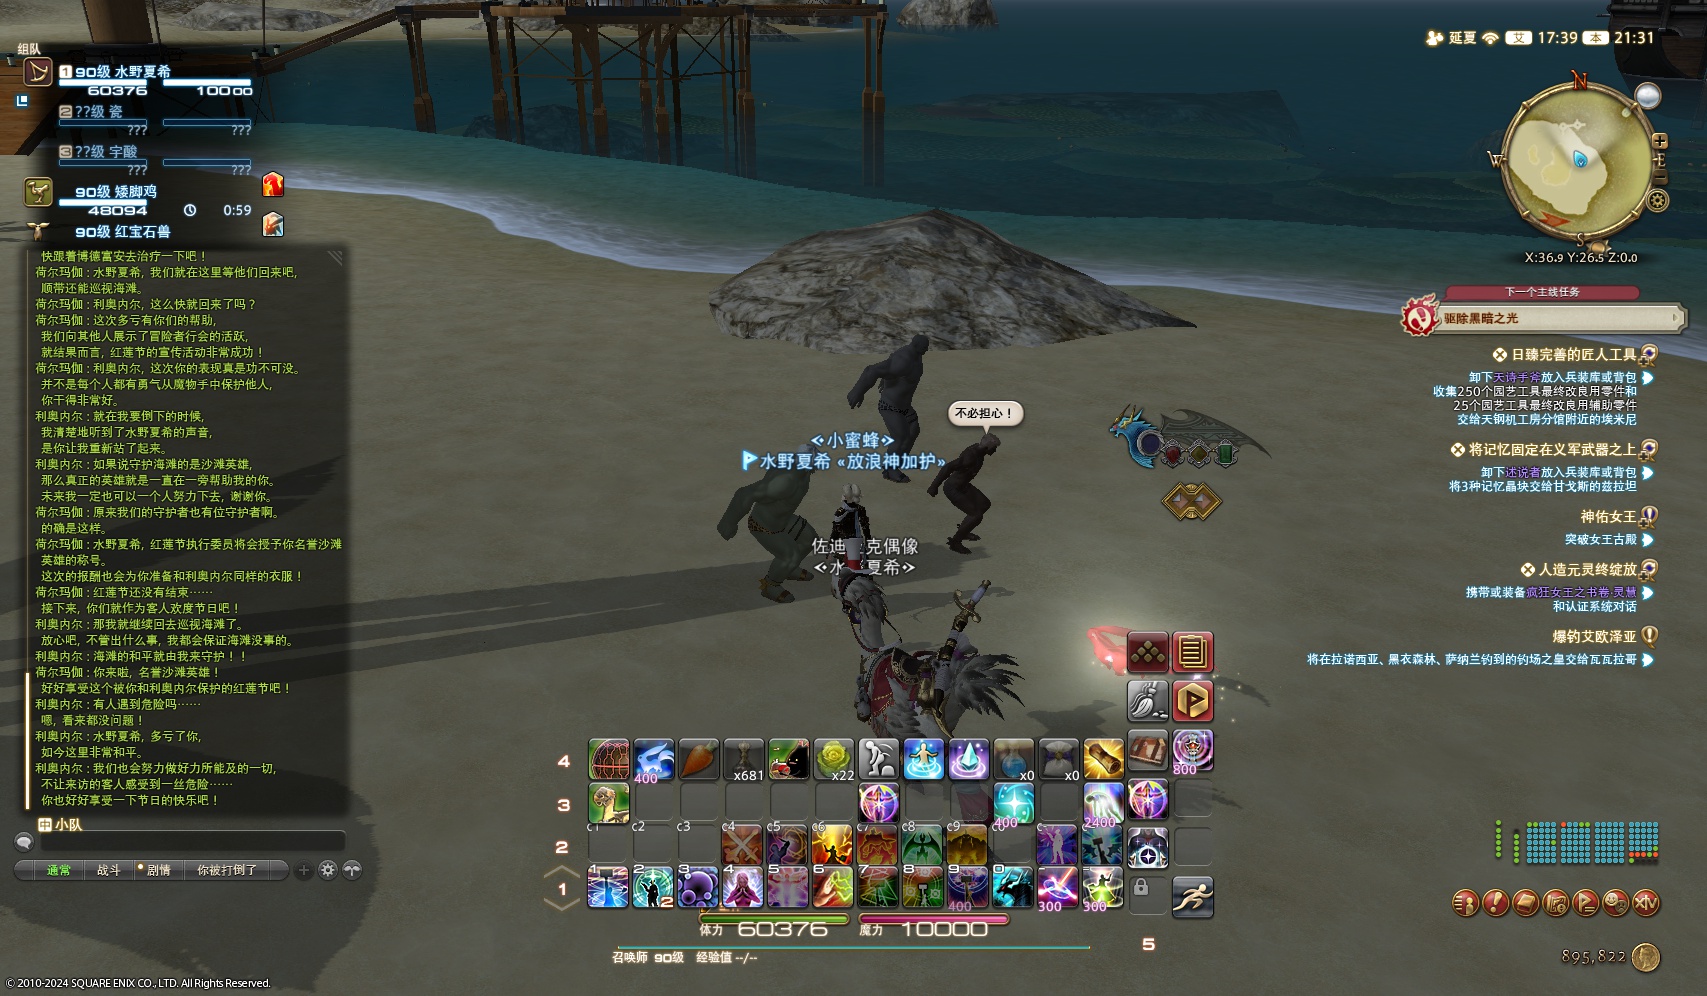 组队
1 90级 水野夏希
60376 10000
2 ??级 瓷
??? ???
3 ??级 宇酸
??? ???
90级 矮脚鸡
48094 0:59
90级 红宝石兽
快跟着博德富安去治疗一下吧！
荷尔玛伽：水野夏希, 我们就在这里等他们回来吧,
顺带还能巡视海滩。
荷尔玛伽：利奥内尔, 这么快就回来了吗？
荷尔玛伽：这次多亏有你们的帮助,
我们向其他人展示了冒险者行会的活跃,
就结果而言, 红莲节的宣传活动非常成功！
荷尔玛伽：利奥内尔, 这次你的表现真是功不可没。
并不是每个人都有勇气从魔物手中保护他人,
你干得非常好。
利奥内尔：就在我要倒下的时候,
我清楚地听到了水野夏希的声音,
是你让我重新站了起来。
利奥内尔：如果说守护海滩的是沙滩英雄,
那么真正的英雄就是一直在一旁帮助我的你。
未来我一定也可以一个人努力下去, 谢谢你。
荷尔玛伽：原来我们的守护者也有位守护者啊。
的确是这样。
荷尔玛伽：水野夏希, 红莲节执行委员将会授予你名誉沙滩
英雄的称号。
这次的报酬也会为你准备和利奥内尔同样的衣服！
荷尔玛伽：红莲节还没有结束……
接下来, 你们就作为客人欢度节日吧！
利奥内尔：那我就继续回去巡视海滩了。
放心吧, 不管出什么事, 我都会保证海滩没事的。
利奥内尔：海滩的和平就由我来守护！！
荷尔玛伽：你来啦, 名誉沙滩英雄！
好好享受这个被你和利奥内尔保护的红莲节吧！
利奥内尔：有人遇到危险吗……
嗯, 看来都没问题！
利奥内尔：水野夏希, 多亏了你,
如今这里非常和平。
利奥内尔：我们也会努力做好力所能及的一切,
不让来访的客人感受到一丝危险……
你也好好享受一下节日的快乐吧！
小队
通常 战斗 剧情 你被打倒了
不必担心！
小蜜蜂
水野夏希 «放浪神加护»
佐迪 克偶像
水 夏希
延夏 艾 17:39 本 21:31
N
W E
S
X:36.9 Y:26.5 Z:0.0
下一个主线任务
驱除黑暗之光
日臻完善的匠人工具
卸下天诗手斧放入兵装库或背包
收集250个园艺工具最终改良用零件和
25个园艺工具最终改良用辅助零件
交给天钢机工房分馆附近的埃米尼
将记忆固定在义军武器之上
卸下述说者放入兵装库或背包
将3种记忆晶块交给甘戈斯的兹拉坦
神佑女王
突破女王古殿
人造元灵终绽放
携带或装备疯狂女王之书卷·灵慧
和认证系统对话
爆钓艾欧泽亚
将在拉诺西亚、黑衣森林、萨纳兰钓到的钓场之皇交给瓦瓦拉哥
4 400 x681 x22 x0 x0 800
3 400 2400
2 c1 c2 c3 c4 c5 c6 c7 c8 c9 c0
1 1 2 3 4 5 6 7 8 9 0
2 400 300 300
体力 60376 魔力 10000
5
召唤师 90级 经验值 --/--
895,822
© 2010-2024 SQUARE ENIX CO., LTD. All Rights Reserved.